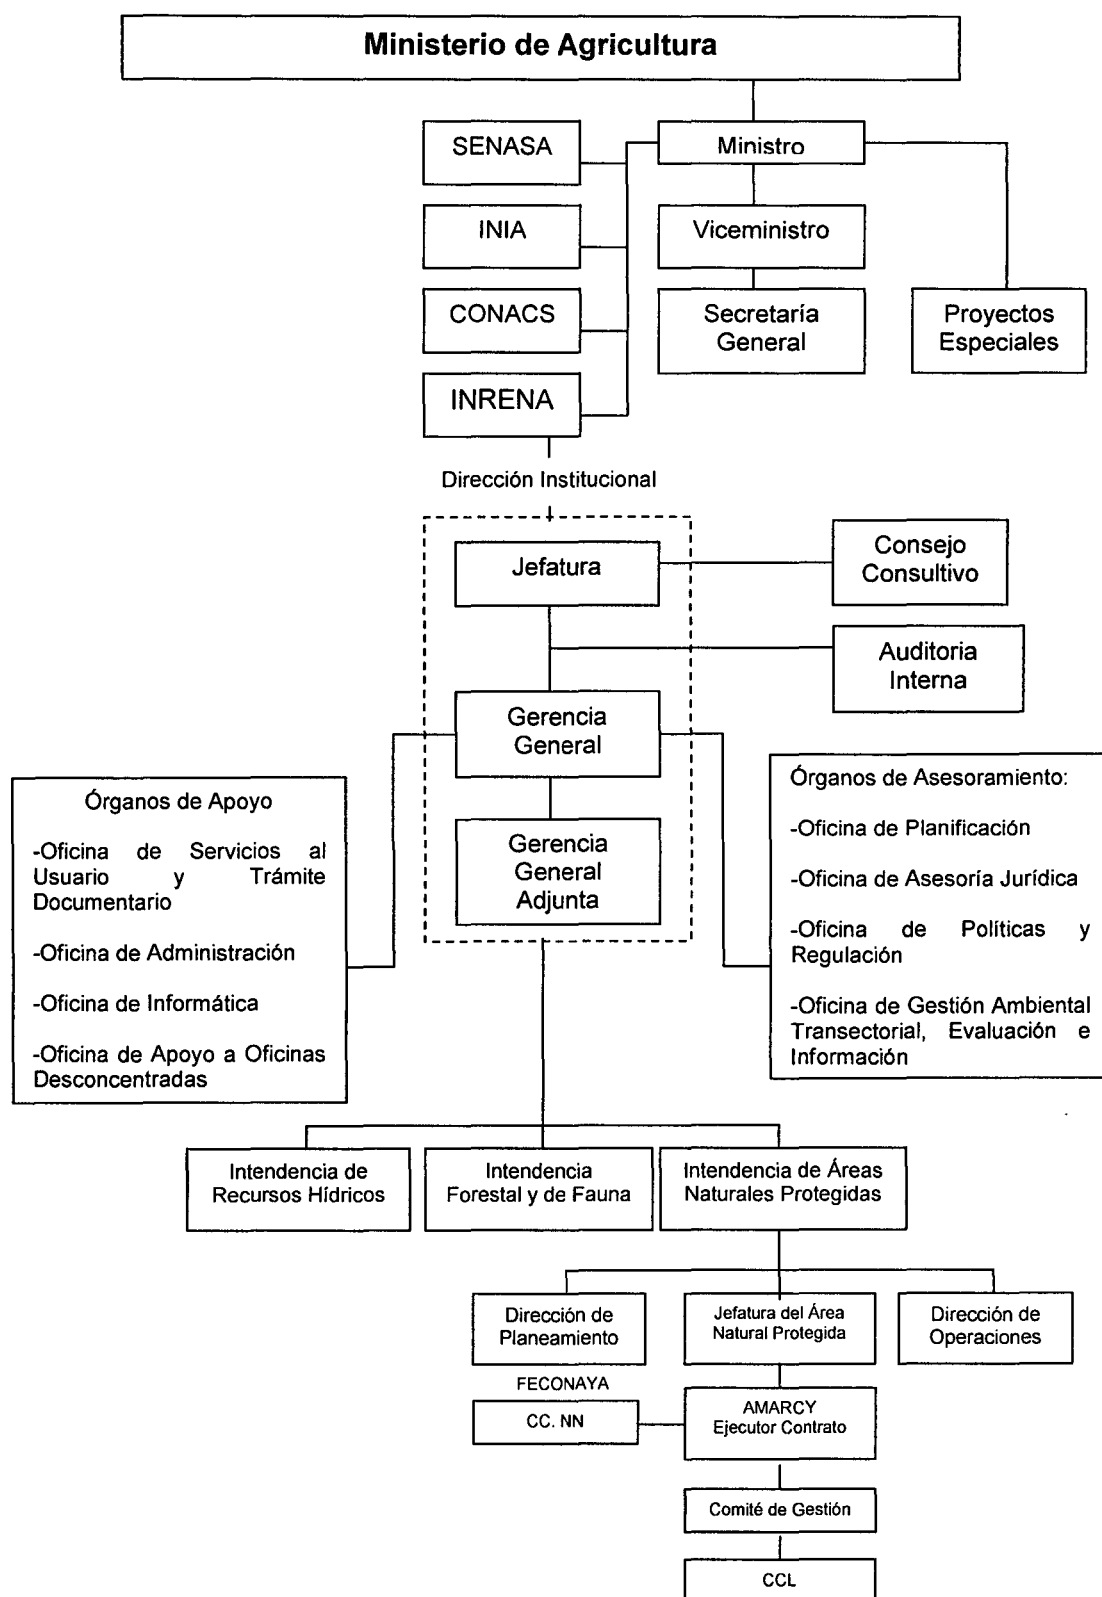 Ministerio de Agricultura
SENASA
Ministro
INIA
Viceministro
CONACS
Secretaría
General
Proyectos
Especiales
INRENA
Dirección Institucional
Jefatura
Consejo
Consultivo
Auditoria
Interna
Gerencia
General
Órganos de Apoyo
-Oficina de Servicios al
Usuario y Trámite
Documentario
-Oficina de Administración
-Oficina de Informática
-Oficina de Apoyo a Oficinas
Desconcentradas
Gerencia
General
Adjunta
Órganos de Asesoramiento:
-Oficina de Planificación
-Oficina de Asesoría Jurídica
-Oficina de Políticas y
Regulación
-Oficina de Gestión Ambiental
Transectorial, Evaluación e
Información
Intendencia de
Recursos Hídricos
Intendencia
Forestal y de Fauna
Intendencia de Áreas
Naturales Protegidas
Dirección de
Planeamiento
Jefatura del Área
Natural Protegida
Dirección de
Operaciones
FECONAYA
CC. NN
AMARCY
Ejecutor Contrato
Comité de Gestión
CCL